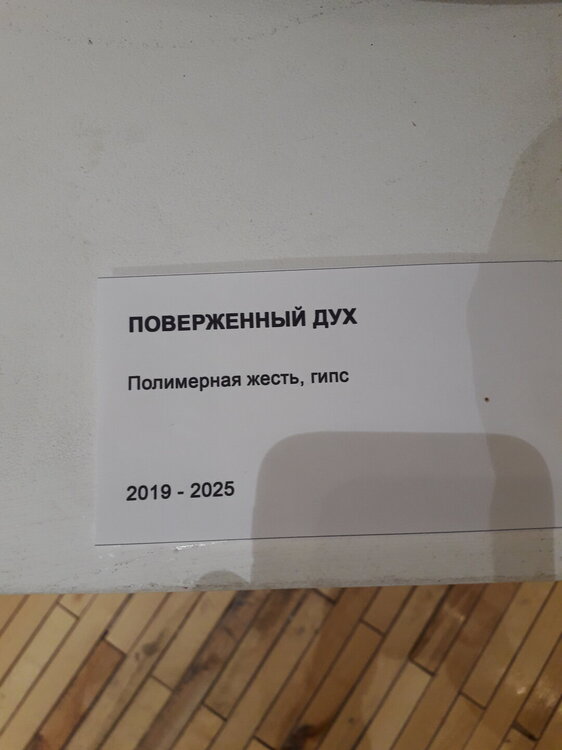 ПОВЕРЖЕННЫЙ ДУХ
Полимерная жесть, гипс
2019 - 2025